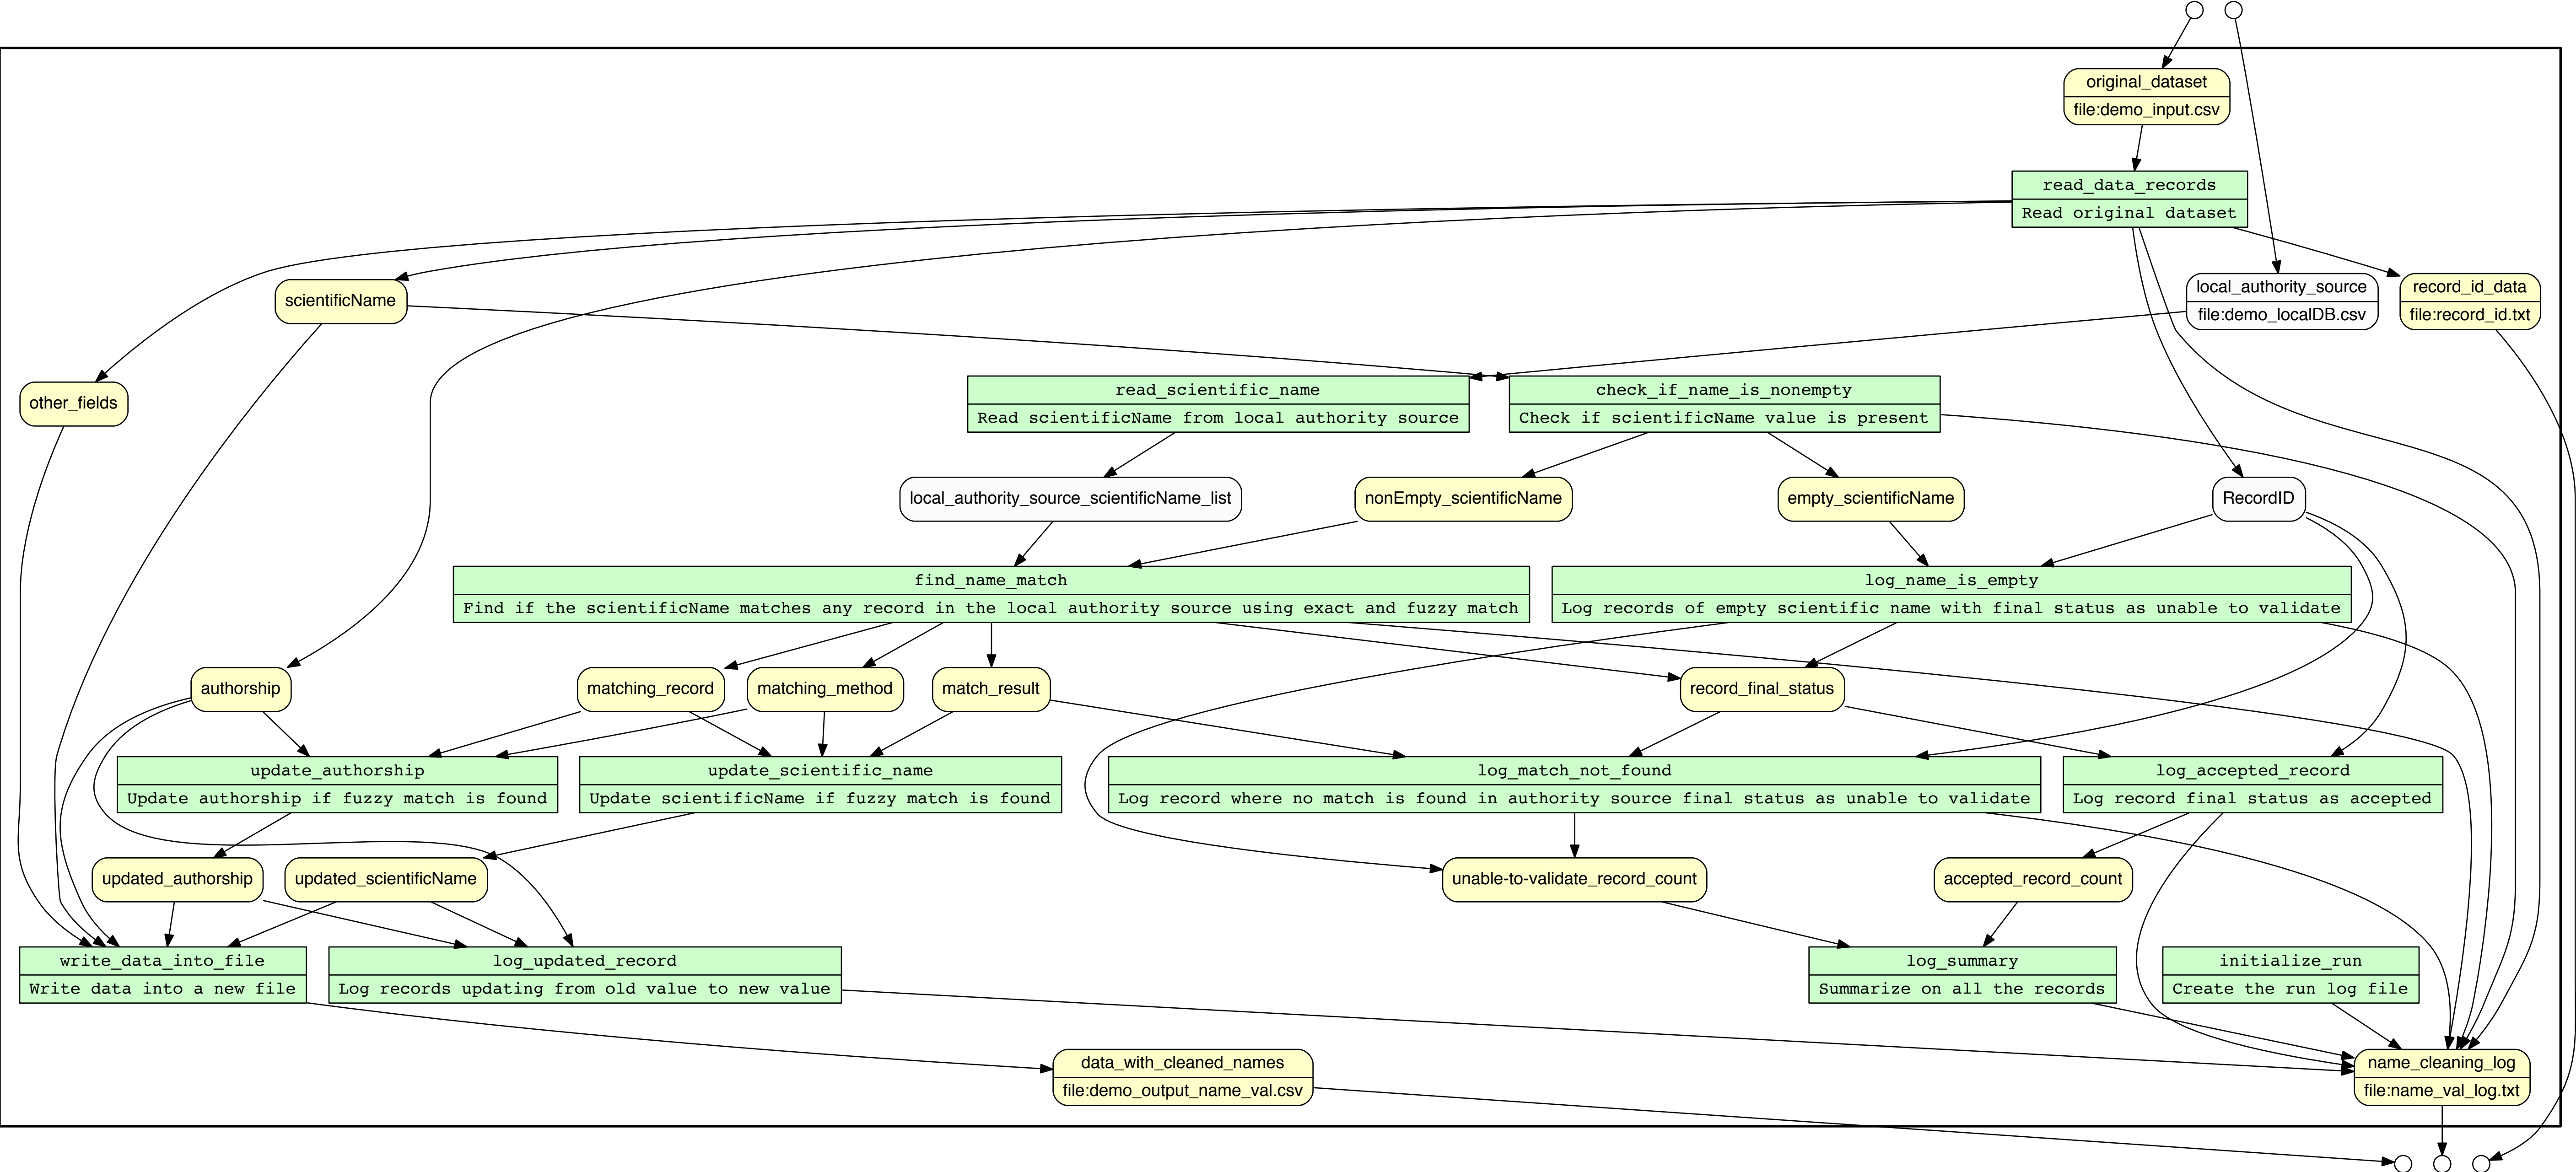 original_dataset
file:demo_input.csv
read_data_records
Read original dataset
scientificName
local_authority_source
file:demo_localDB.csv
record_id_data
file:record_id.txt
other_fields
read_scientific_name
Read scientificName from local authority source
check_if_name_is_nonempty
Check if scientificName value is present
local_authority_source_scientificName_list
nonEmpty_scientificName
empty_scientificName
RecordID
find_name_match
Find if the scientificName matches any record in the local authority source using exact and fuzzy match
log_name_is_empty
Log records of empty scientific name with final status as unable to validate
authorship
matching_record
matching_method
match_result
record_final_status
update_authorship
Update authorship if fuzzy match is found
update_scientific_name
Update scientificName if fuzzy match is found
log_match_not_found
Log record where no match is found in authority source final status as unable to validate
log_accepted_record
Log record final status as accepted
updated_authorship
updated_scientificName
unable-to-validate_record_count
accepted_record_count
write_data_into_file
Write data into a new file
log_updated_record
Log records updating from old value to new value
log_summary
Summarize on all the records
initialize_run
Create the run log file
data_with_cleaned_names
file:demo_output_name_val.csv
name_cleaning_log
file:name_val_log.txt